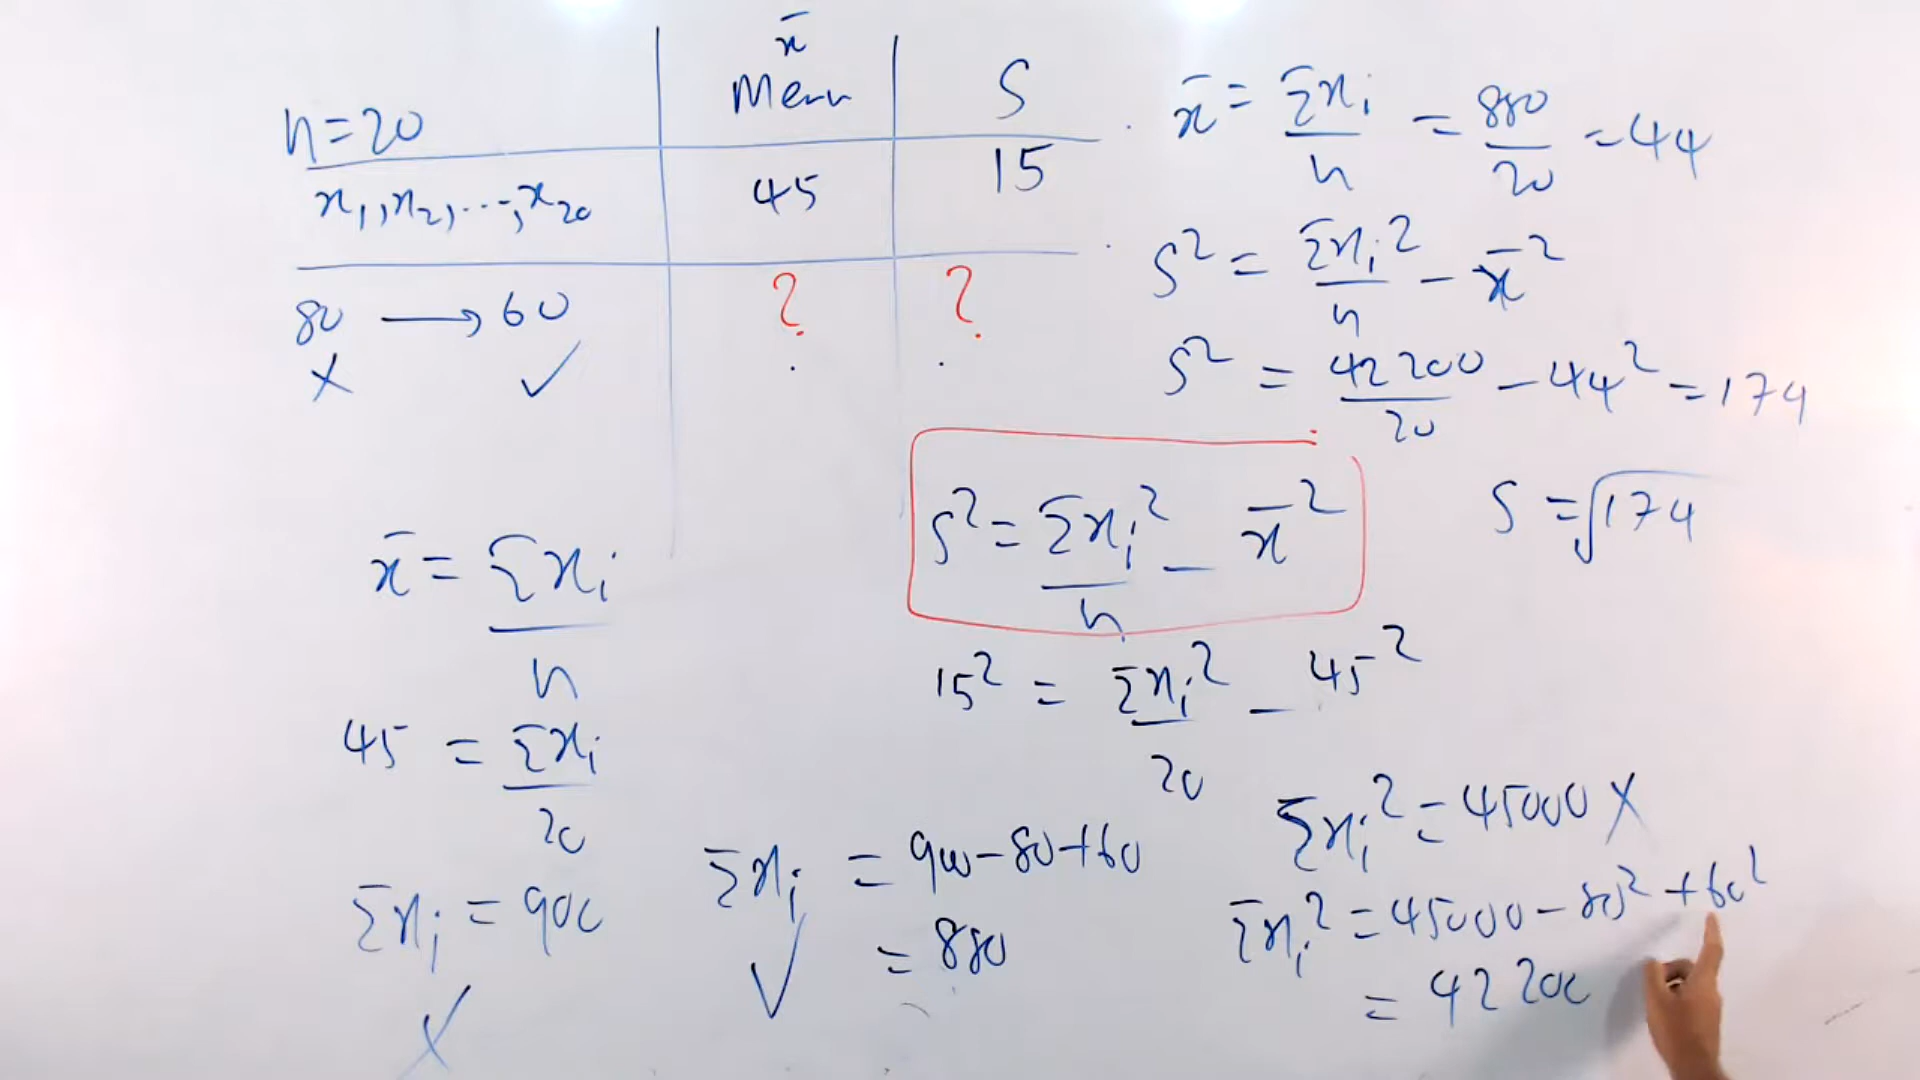 n=20
x̄
Mean
S
x₁,x₂,...,x₂₀
45
15
80 → 60
?
?
X ✓
x̄ = Σxᵢ/n
45 = Σxᵢ/20
Σxᵢ = 900
X
Σxᵢ = 900-80+60
= 880
✓
S² = Σxᵢ²/n - x̄²
15² = Σxᵢ²/20 - 45²
Σxᵢ² = 45000 X
Σxᵢ² = 45000 - 80² + 60²
= 42200
x̄ = Σxᵢ/n = 880/20 = 44
S² = Σxᵢ²/n - x̄²
S² = 42200/20 - 44² = 174
S = √174